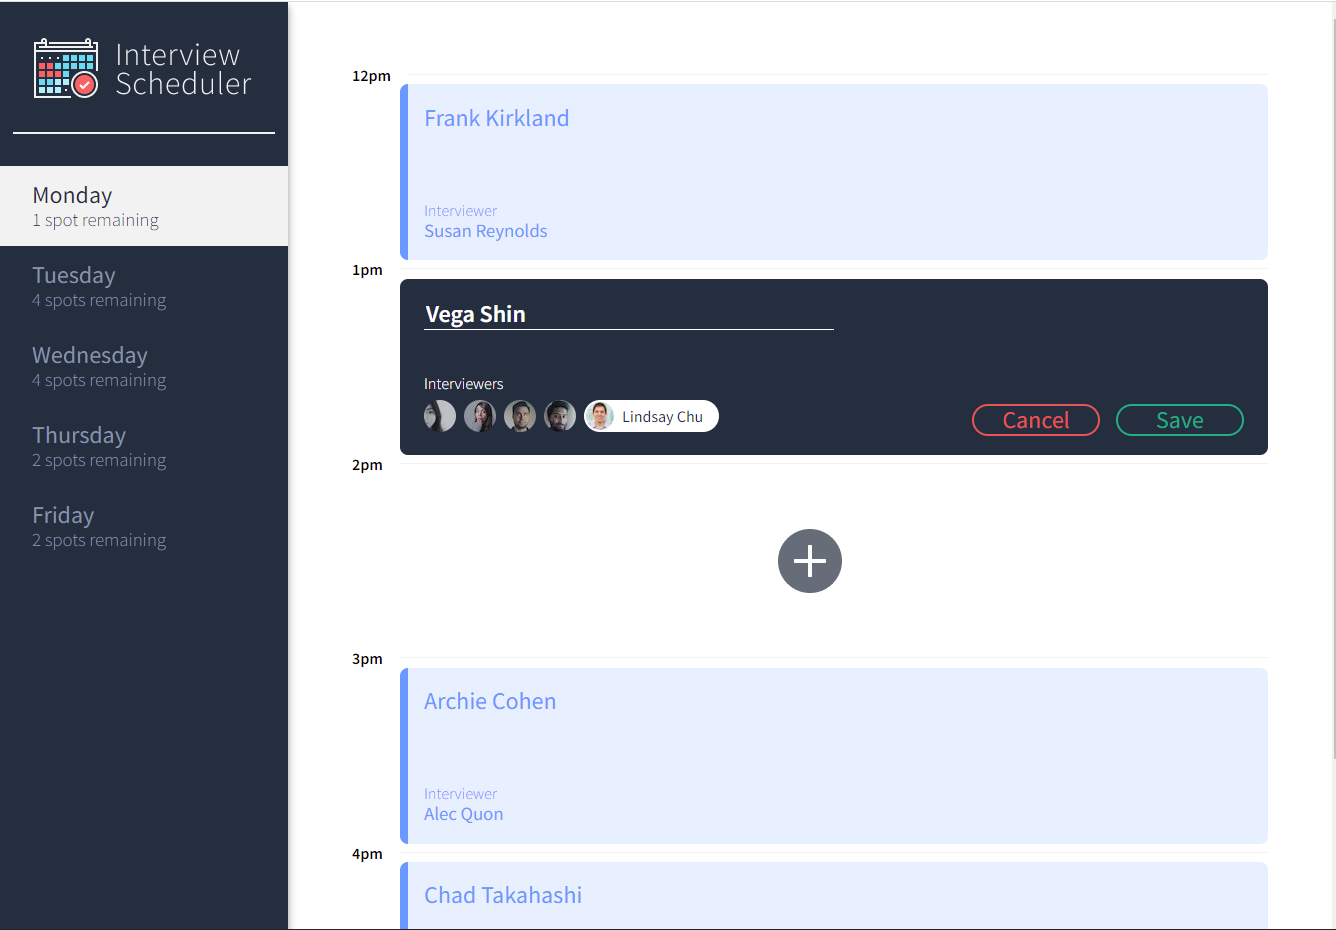 Interview
Scheduler
Monday
1 spot remaining
Tuesday
4 spots remaining
Wednesday
4 spots remaining
Thursday
2 spots remaining
Friday
2 spots remaining
12pm
Frank Kirkland
Interviewer
Susan Reynolds
1pm
Vega Shin
Interviewers
Lindsay Chu
Cancel
Save
2pm
3pm
Archie Cohen
Interviewer
Alec Quon
4pm
Chad Takahashi